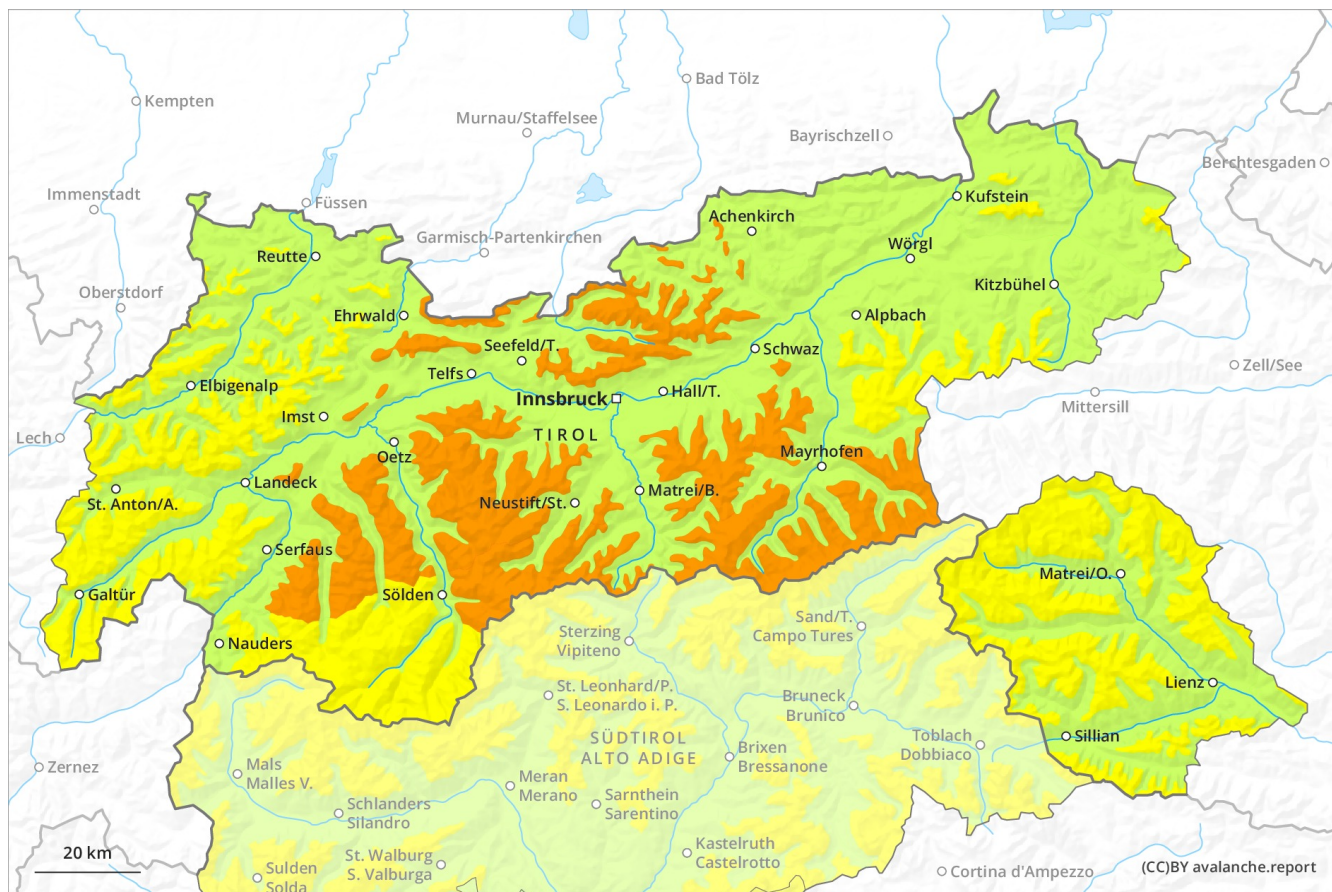 Kempten
Bad Tölz
Murnau/Staffelsee
Bayrischzell
Berchtesgaden
Immenstadt
Füssen
Kufstein
Achenkirch
Garmisch-Partenkirchen
Wörgl
Reutte
Oberstdorf
Kitzbühel
Ehrwald
Alpbach
Seefeld/T.
Schwaz
Zell/See
Telfs
Elbigenalp
Innsbruck
Hall/T.
Mittersill
Imst
Lech
TIROL
Oetz
Mayrhofen
Landeck
Matrei/B.
St. Anton/A.
Neustift/St.
Serfaus
Matrei/O.
Galtür
Sölden
Sand/T.
Campo Tures
Sterzing
Vipiteno
Nauders
Lienz
St. Leonhard/P.
S. Leonardo i. P.
Bruneck
Brunico
Sillian
SÜDTIROL
ALTO ADIGE
Toblach
Dobbiaco
Brixen
Bressanone
Zernez
Mals
Malles V.
Meran
Merano
Sarnthein
Sarentino
Schlanders
Silandro
20 km
St. Walburg
S. Valburga
Kastelruth
Castelrotto
Sulden
Solda
Cortina d'Ampezzo
(CC)BY avalanche.report